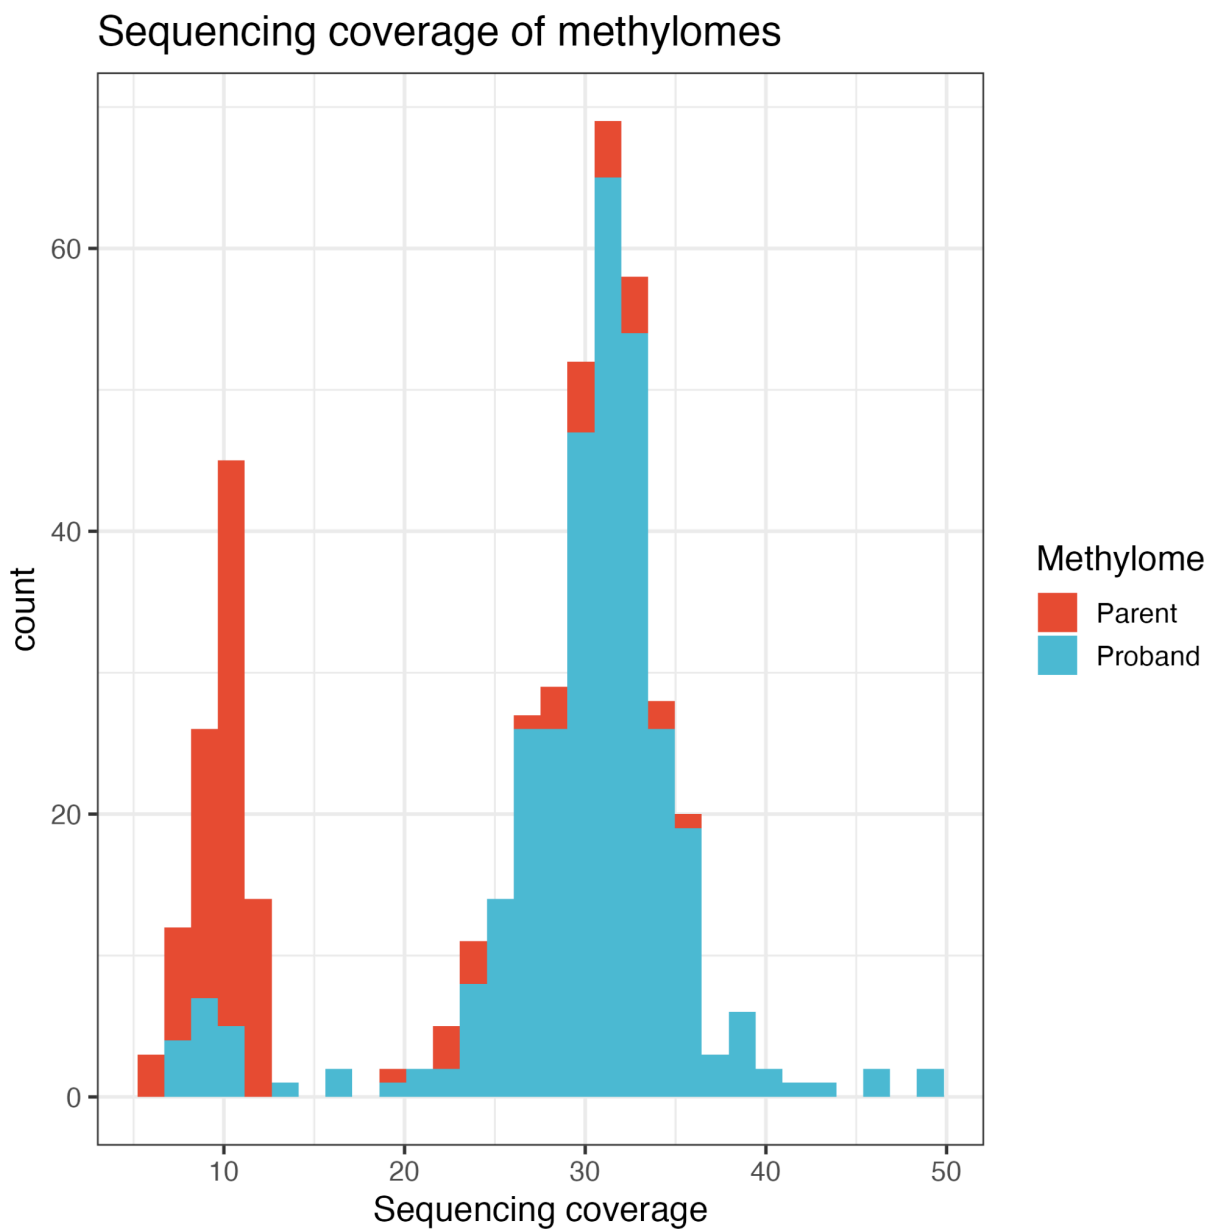 Sequencing coverage of methylomes
60
40
20
0
count
10 20 30 40 50
Sequencing coverage
Methylome
Parent
Proband